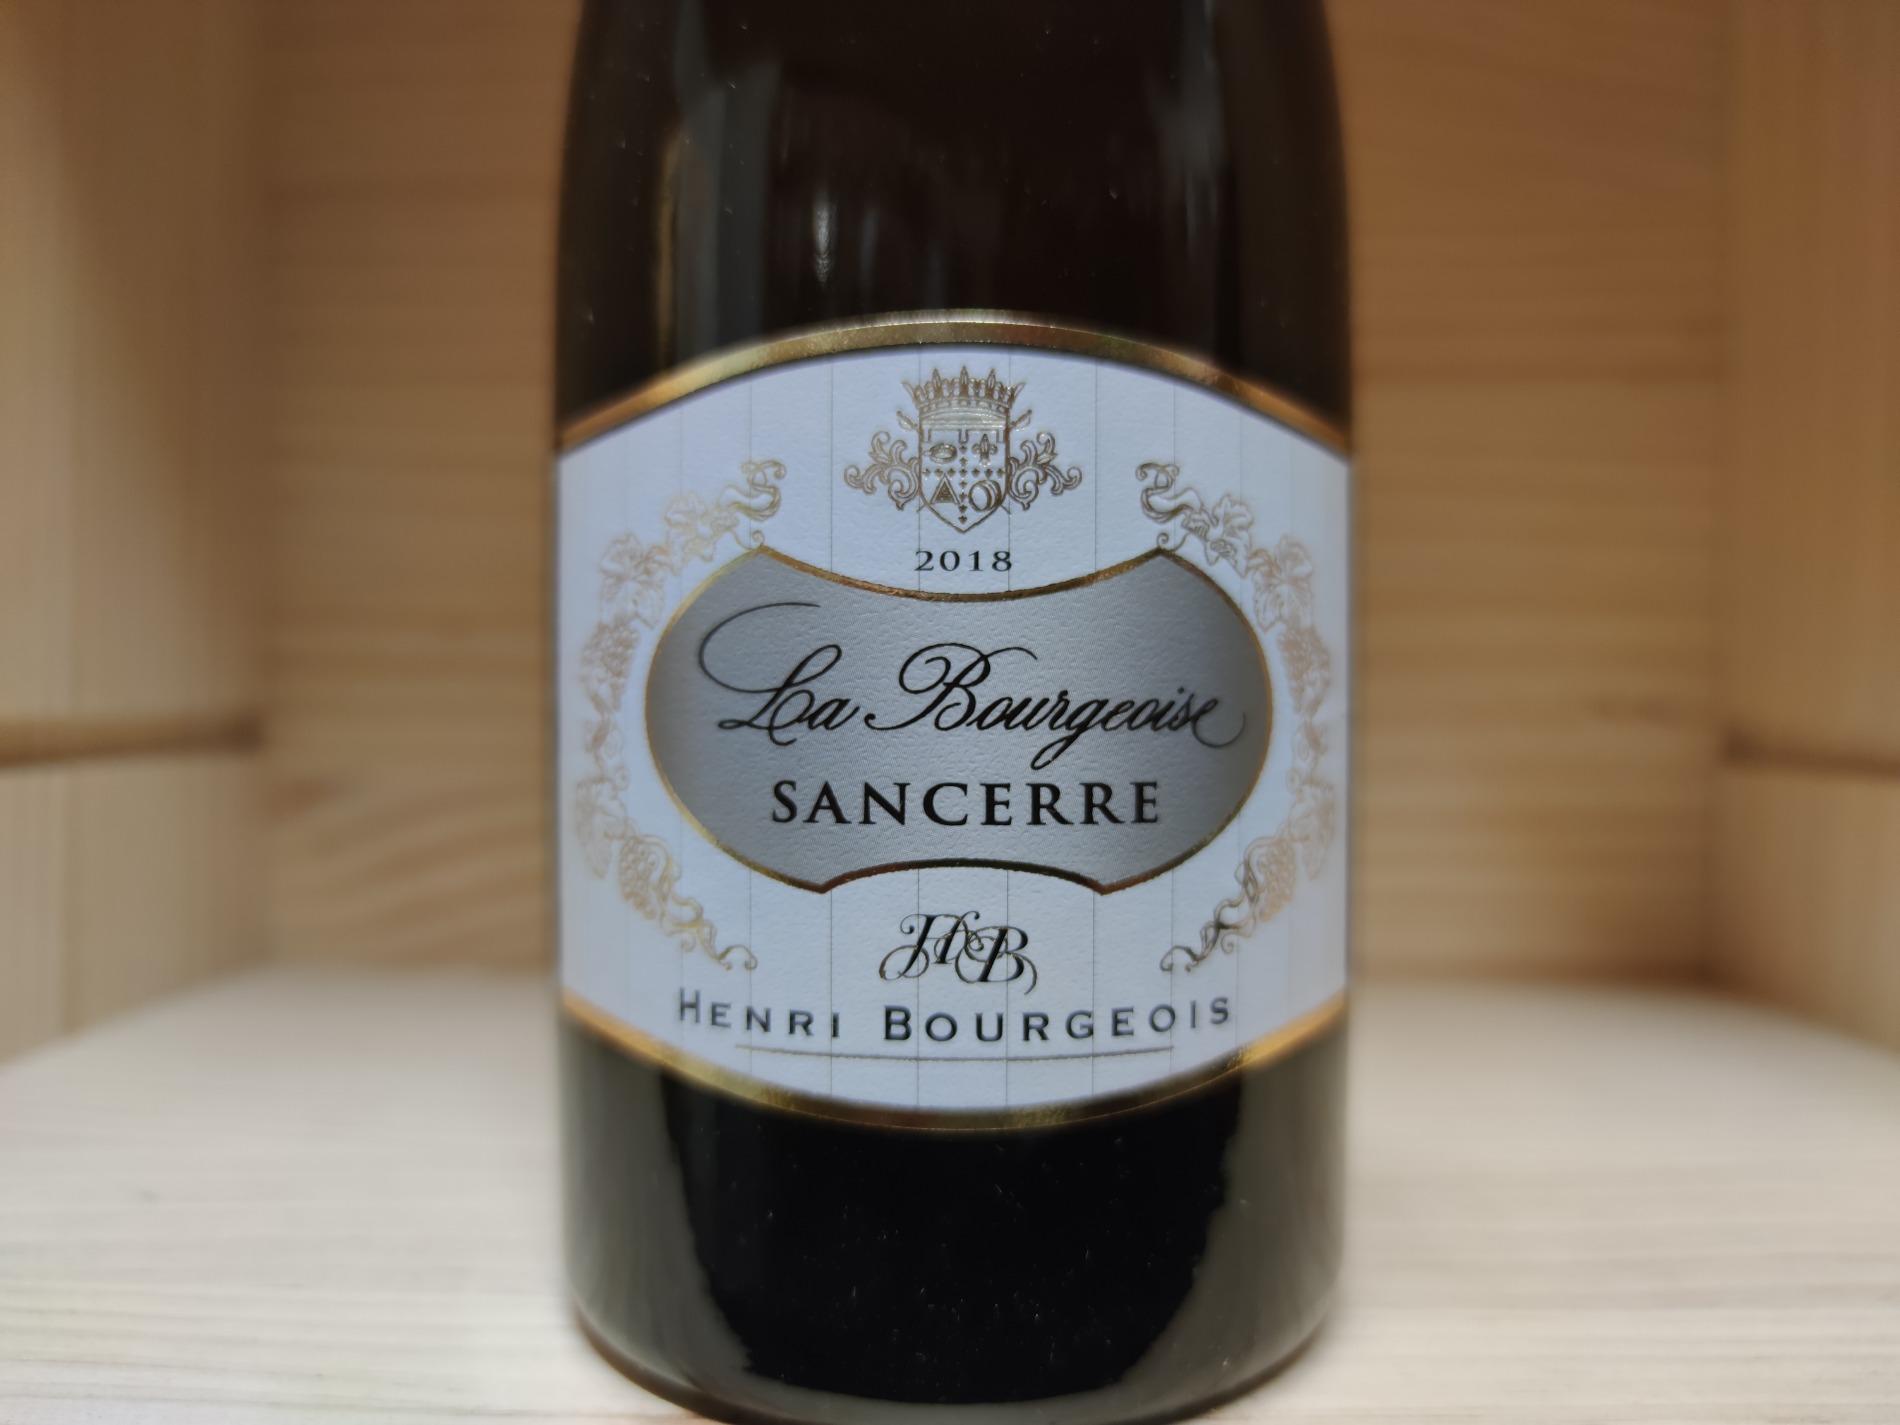 2018
La Bourgeoise
SANCERRE
HB
HENRI BOURGEOIS